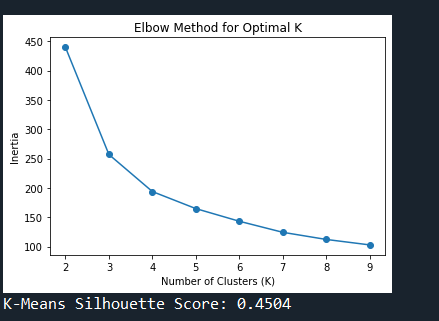 Elbow Method for Optimal K
450
400
350
300
250
200
150
100
Inertia
2 3 4 5 6 7 8 9
Number of Clusters (K)
K-Means Silhouette Score: 0.4504